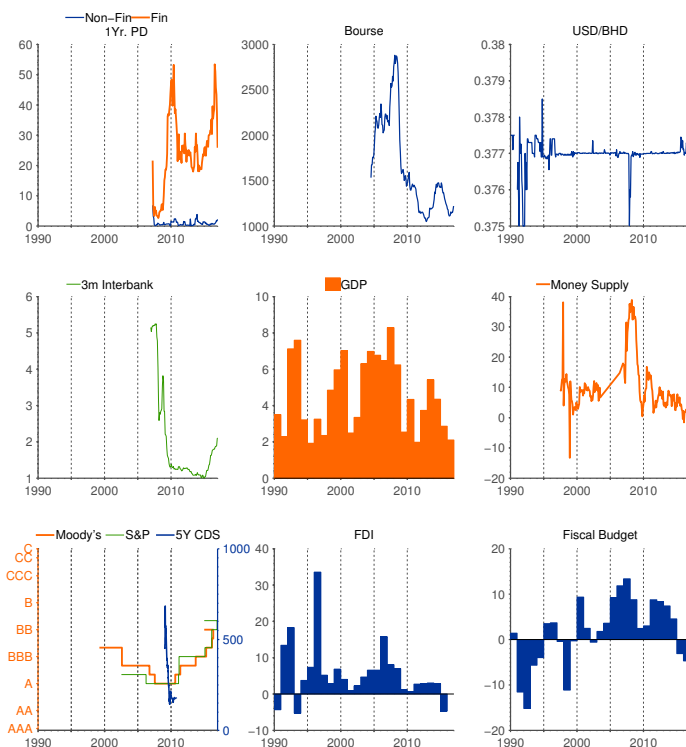 Non−Fin Fin
1Yr. PD Bourse USD/BHD
60 3000 0.38
50
40 2500 0.379
0.378
30 2000
20 0.377
1500
10 0.376
0 1000 0.375
1990 2000 2010 1990 2000 2010 1990 2000 2010
3m Interbank GDP Money Supply
6 10 40
5 8 30
4 6 20
10
3 4
0
2 2 −10
1 0 −20
1990 2000 2010 1990 2000 2010 1990 2000 2010
Moody's S&P 5Y CDS FDI Fiscal Budget
C 1000 40 20
CC
CCC 30
10
B
20
BB 500
0
BBB 10
A
−10
AA 0
AAA 0 −10 −20
1990 2000 2010 1990 2000 2010 1990 2000 2010